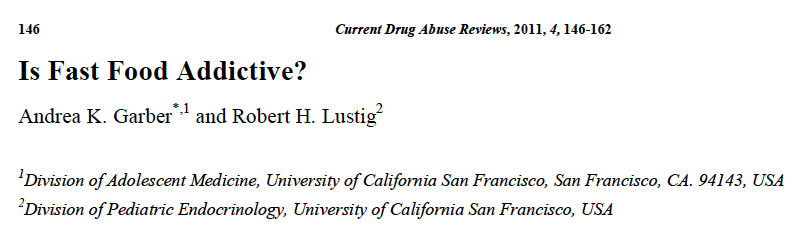 146 Current Drug Abuse Reviews, 2011, 4, 146-162
Is Fast Food Addictive?
Andrea K. Garber*,1 and Robert H. Lustig2
1Division of Adolescent Medicine, University of California San Francisco, San Francisco, CA. 94143, USA
2Division of Pediatric Endocrinology, University of California San Francisco, USA